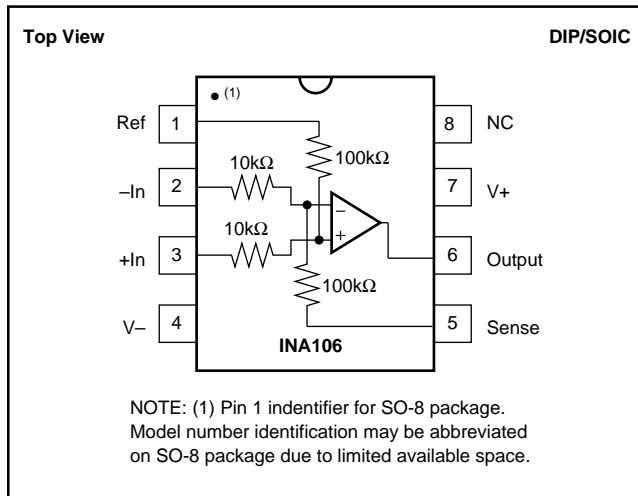 Top View DIP/SOIC
(1)
Ref 1 8 NC
100kΩ
10kΩ
–In 2 7 V+
–
10kΩ
+
+In 3 6 Output
100kΩ
V– 4 5 Sense
INA106
NOTE: (1) Pin 1 indentifier for SO-8 package.
Model number identification may be abbreviated
on SO-8 package due to limited available space.